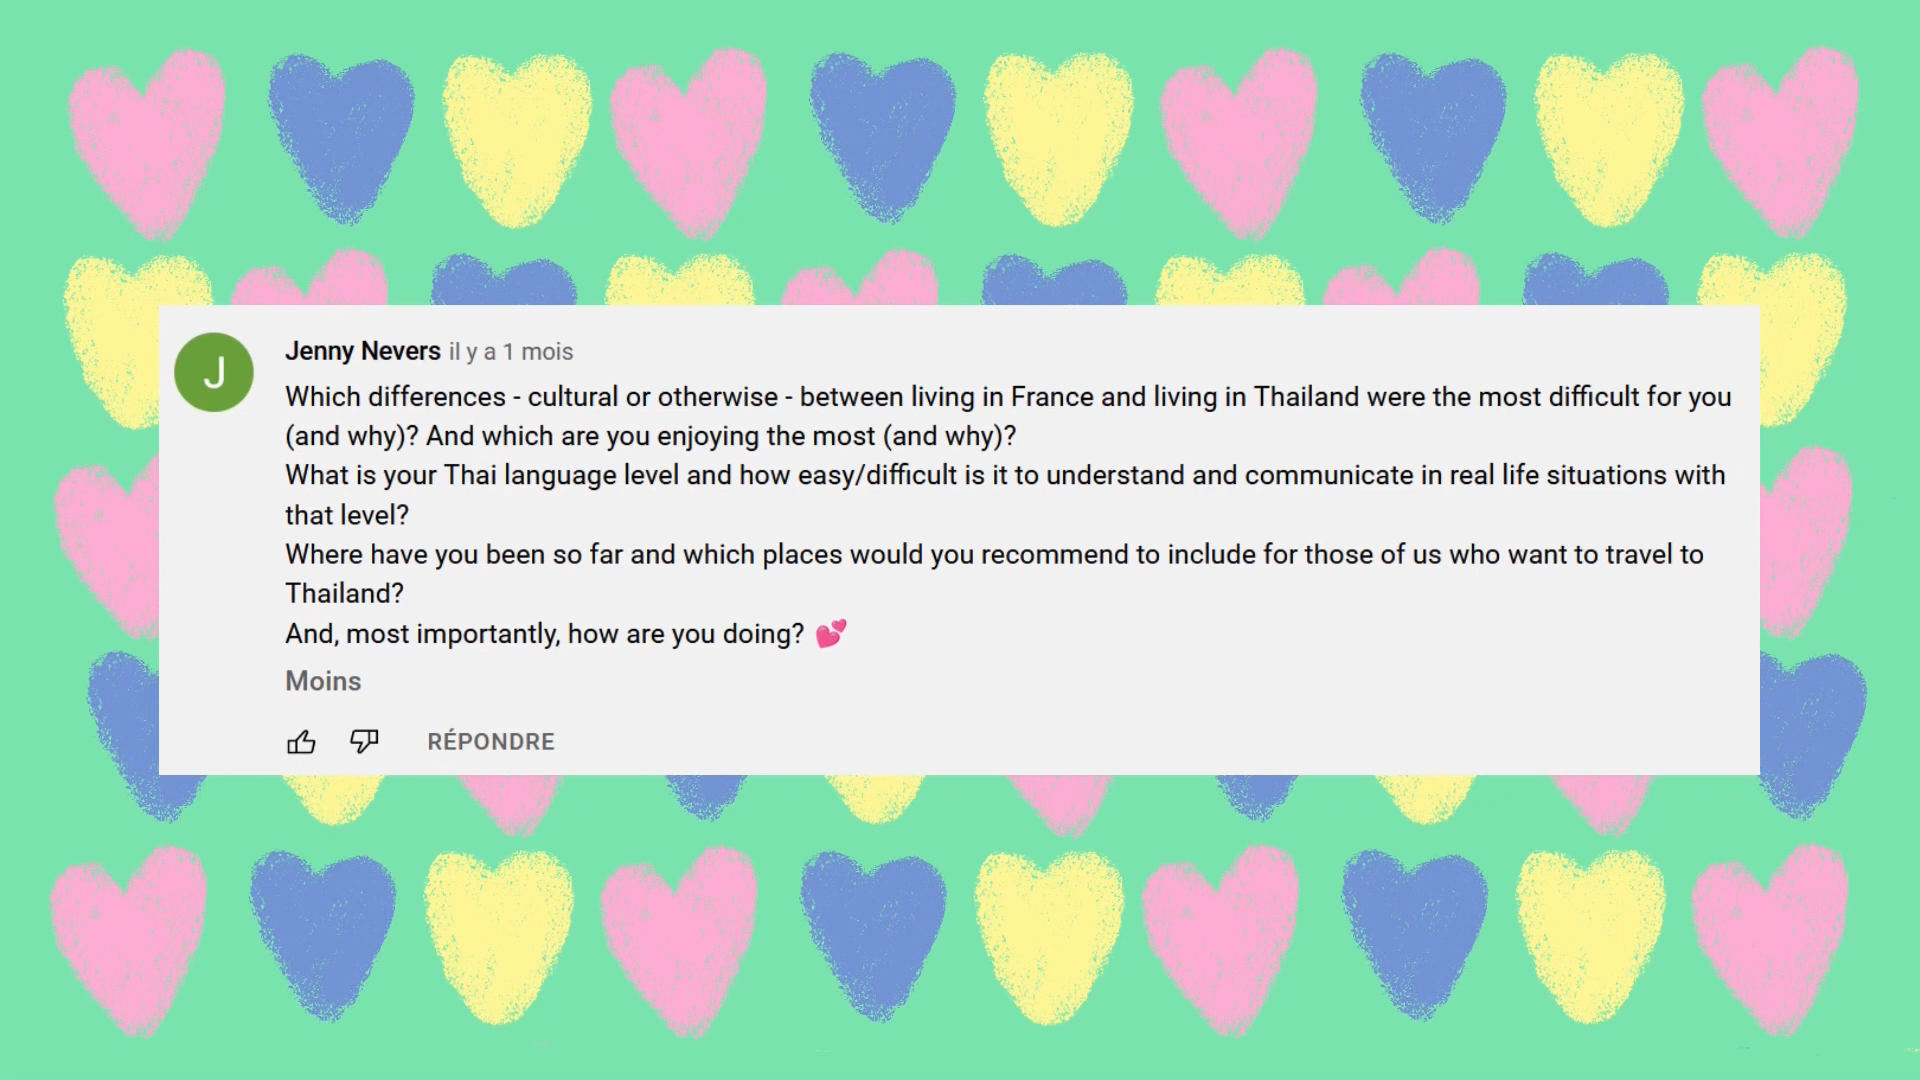 J
Jenny Nevers il y a 1 mois
Which differences - cultural or otherwise - between living in France and living in Thailand were the most difficult for you
(and why)? And which are you enjoying the most (and why)?
What is your Thai language level and how easy/difficult is it to understand and communicate in real life situations with
that level?
Where have you been so far and which places would you recommend to include for those of us who want to travel to
Thailand?
And, most importantly, how are you doing? 💕
Moins
RÉPONDRE